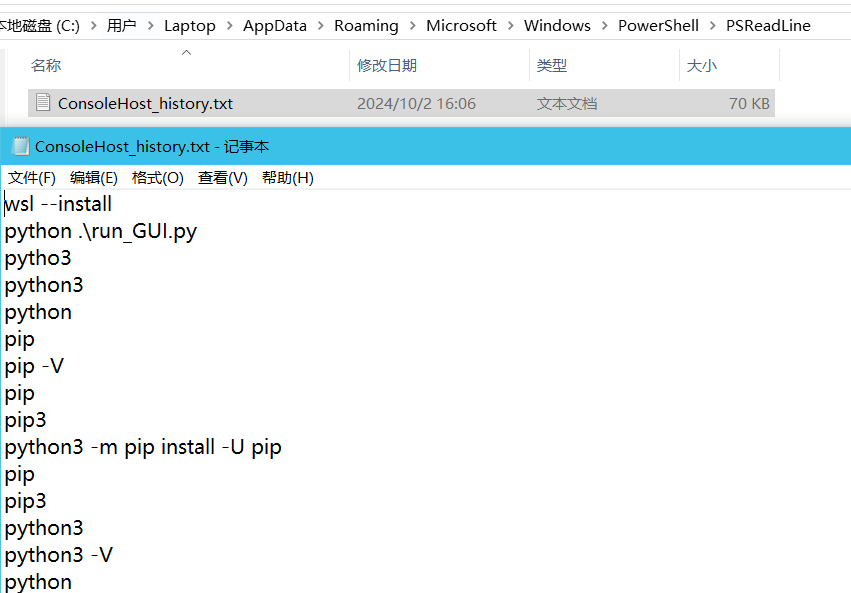 本地磁盘 (C:) > 用户 > Laptop > AppData > Roaming > Microsoft > Windows > PowerShell > PSReadLine
名称 修改日期 类型 大小
ConsoleHost_history.txt 2024/10/2 16:06 文本文档 70 KB
ConsoleHost_history.txt - 记事本
文件(F) 编辑(E) 格式(O) 查看(V) 帮助(H)
wsl --install
python .\run_GUI.py
pytho3
python3
python
pip
pip -V
pip
pip3
python3 -m pip install -U pip
pip
pip3
python3
python3 -V
python